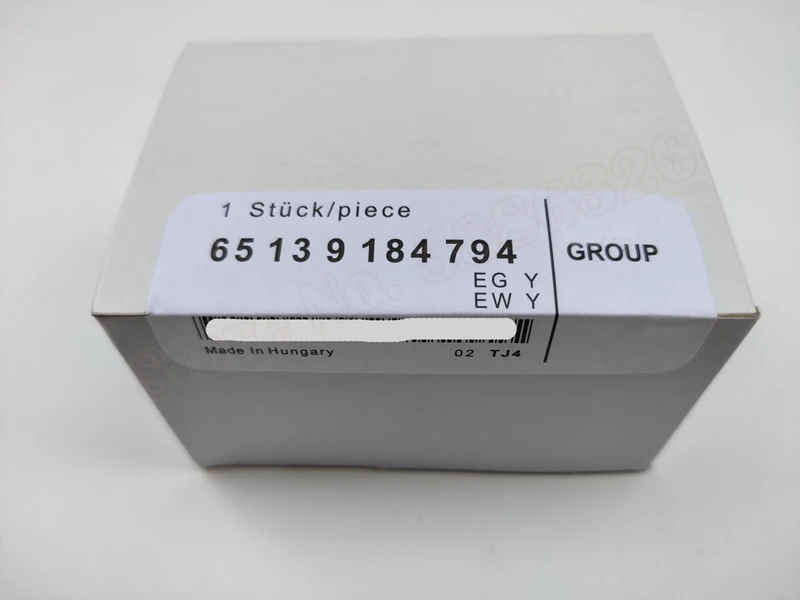 1 Stück/piece
65 13 9 184 794
GROUP
EG Y
EW Y
Made In Hungary
02 TJ4